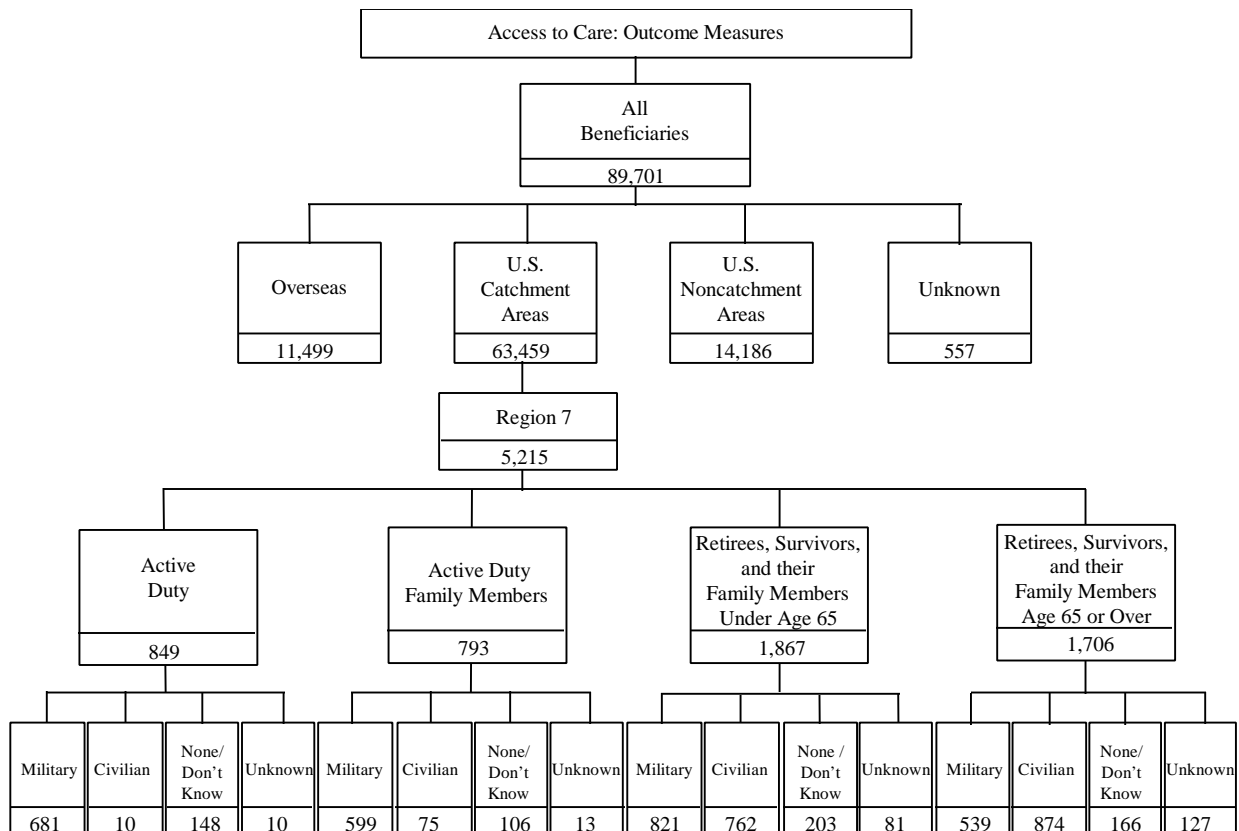 Access to Care: Outcome Measures
All
Beneficiaries
89,701
Overseas
11,499
U.S.
Catchment
Areas
63,459
U.S.
Noncatchment
Areas
14,186
Unknown
557
Region 7
5,215
Active
Duty
849
Active Duty
Family Members
793
Retirees, Survivors,
and their
Family Members
Under Age 65
1,867
Retirees, Survivors,
and their
Family Members
Age 65 or Over
1,706
Military
681
Civilian
10
None/
Don't
Know
148
Unknown
10
Military
599
Civilian
75
None/
Don't
Know
106
Unknown
13
Military
821
Civilian
762
None /
Don't
Know
203
Unknown
81
Military
539
Civilian
874
None/
Don't
Know
166
Unknown
127